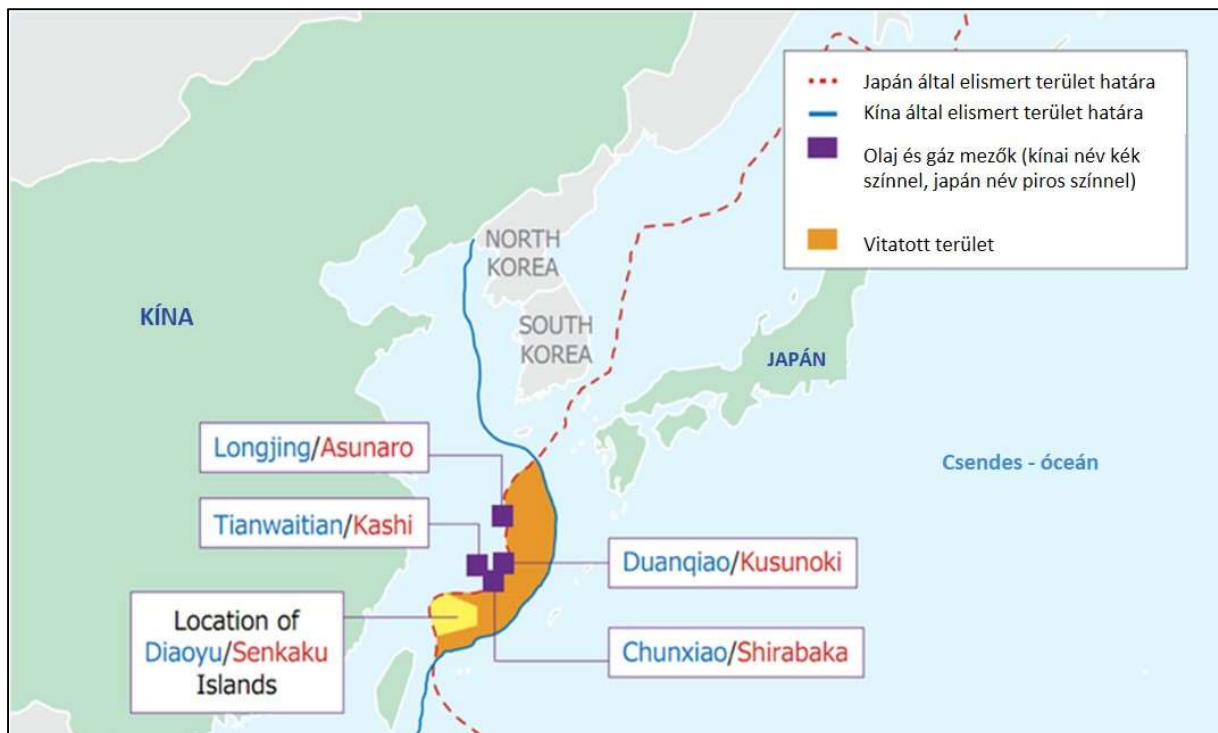 Japán által elismert terület határa
Kína által elismert terület határa
Olaj és gáz mezők (kínai név kék
színnel, japán név piros színnel)
Vitatott terület
NORTH
KOREA
SOUTH
KOREA
KÍNA
JAPÁN
Csendes - óceán
Longjing/Asunaro
Tianwaitian/Kashi
Duanqiao/Kusunoki
Location of
Diaoyu/Senkaku
Islands
Chunxiao/Shirabaka